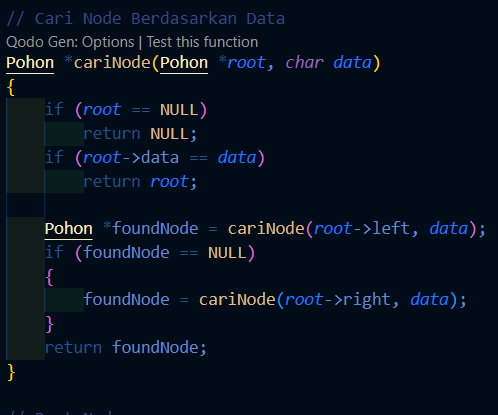 // Cari Node Berdasarkan Data
Qodo Gen: Options | Test this function
Pohon *cariNode(Pohon *root, char data)
{
    if (root == NULL)
        return NULL;
    if (root->data == data)
        return root;

    Pohon *foundNode = cariNode(root->left, data);
    if (foundNode == NULL)
    {
        foundNode = cariNode(root->right, data);
    }
    return foundNode;
}